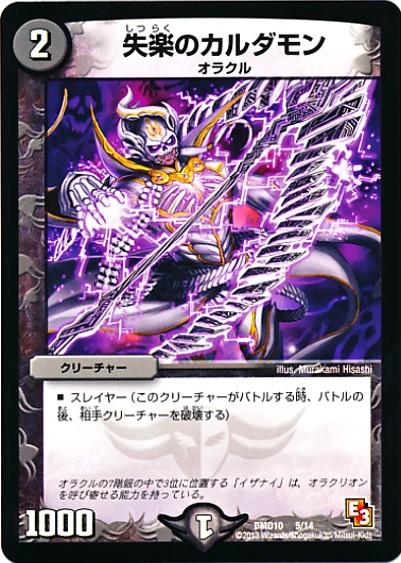 2
しつらく
失楽のカルダモン
オラクル
illus/Murakami Hisashi
クリーチャー
■ スレイヤー（このクリーチャーがバトルする時、バトルの
後、相手クリーチャーを破壊する）
オラクルの7階級の中で3位に位置する「イザナイ」は、オラクリオン
を呼び寄せる能力を持っている。
1000
1
DMD10 5/14
E3
©2013 Wizards/Shogakukan/Mitsui-Kids